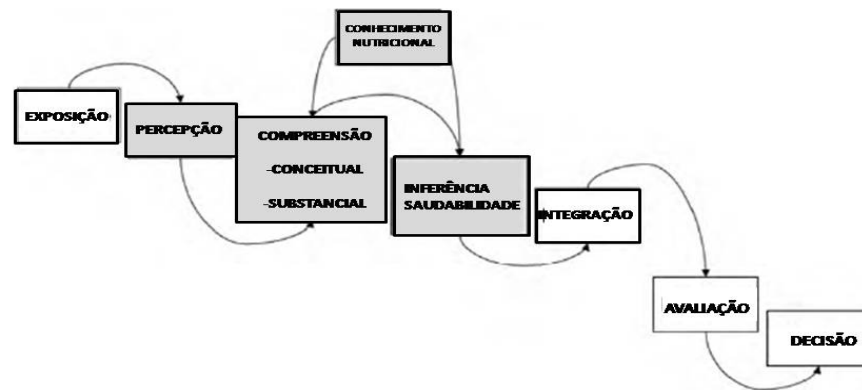 CONHECIMENTO
NUTRICIONAL
EXPOSIÇÃO
PERCEPÇÃO
COMPREENSÃO
-CONCEITUAL
-SUBSTANCIAL
INFERÊNCIA
SAUDABILIDADE
INTEGRAÇÃO
AVALIAÇÃO
DECISÃO